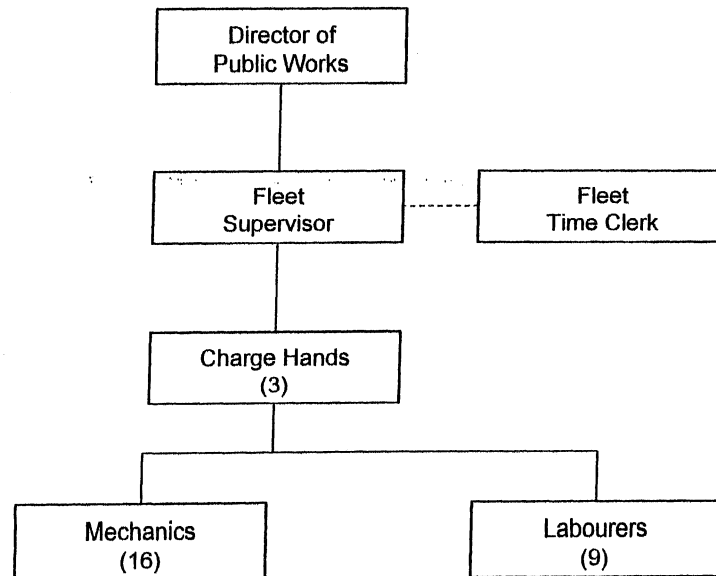 Director of
Public Works
Fleet
Supervisor
Fleet
Time Clerk
Charge Hands
(3)
Mechanics
(16)
Labourers
(9)